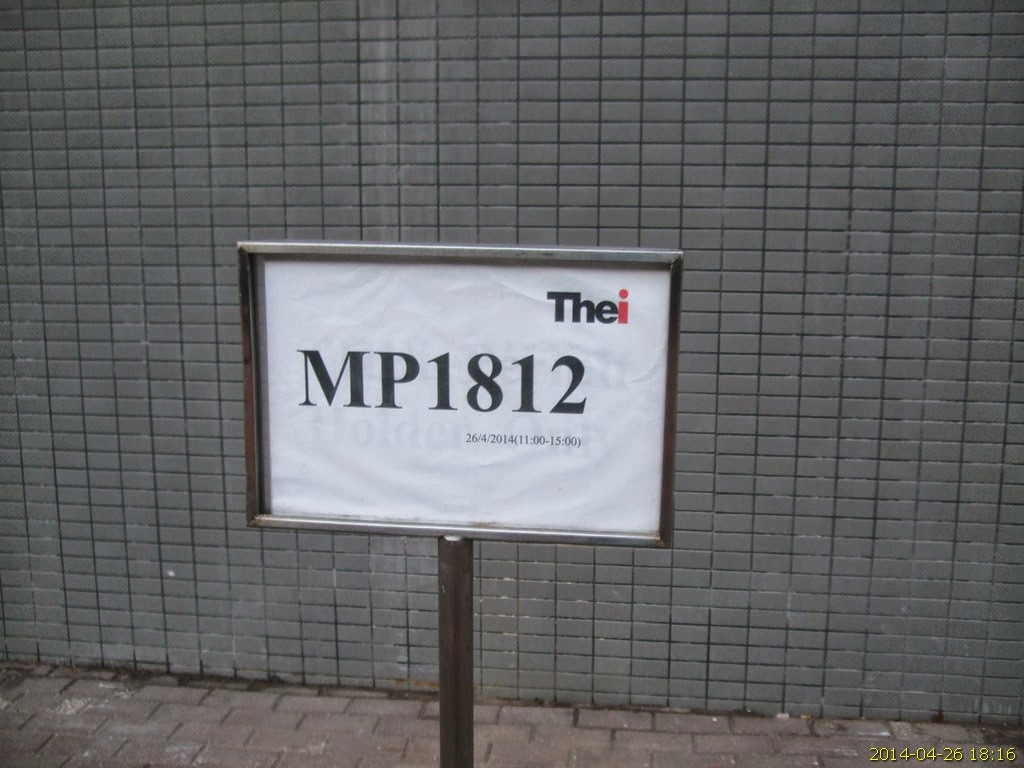 Thei
MP1812
26/4/2014(11:00-15:00)
2014-04-26 18:16